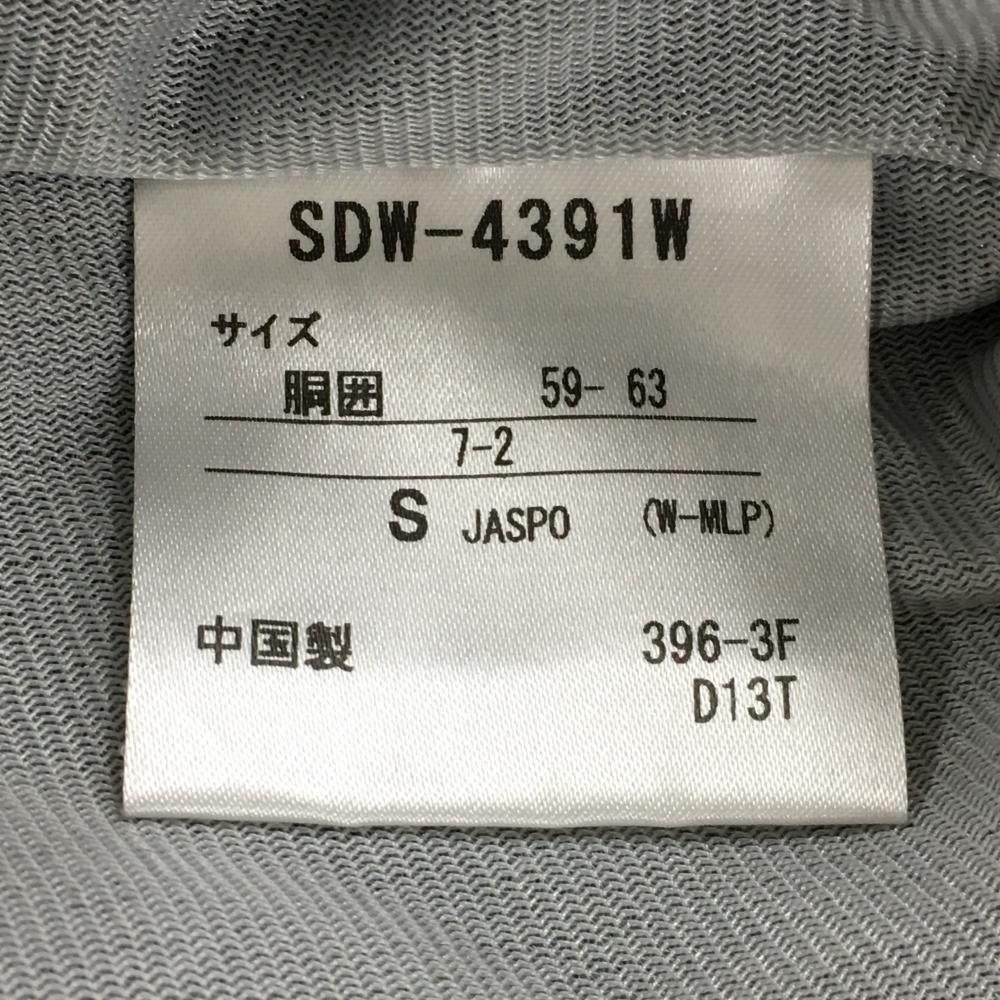 SDW-4391W
サイズ
胴囲 59- 63
7-2
S JASPO (W-MLP)
中国製 396-3F
D13T